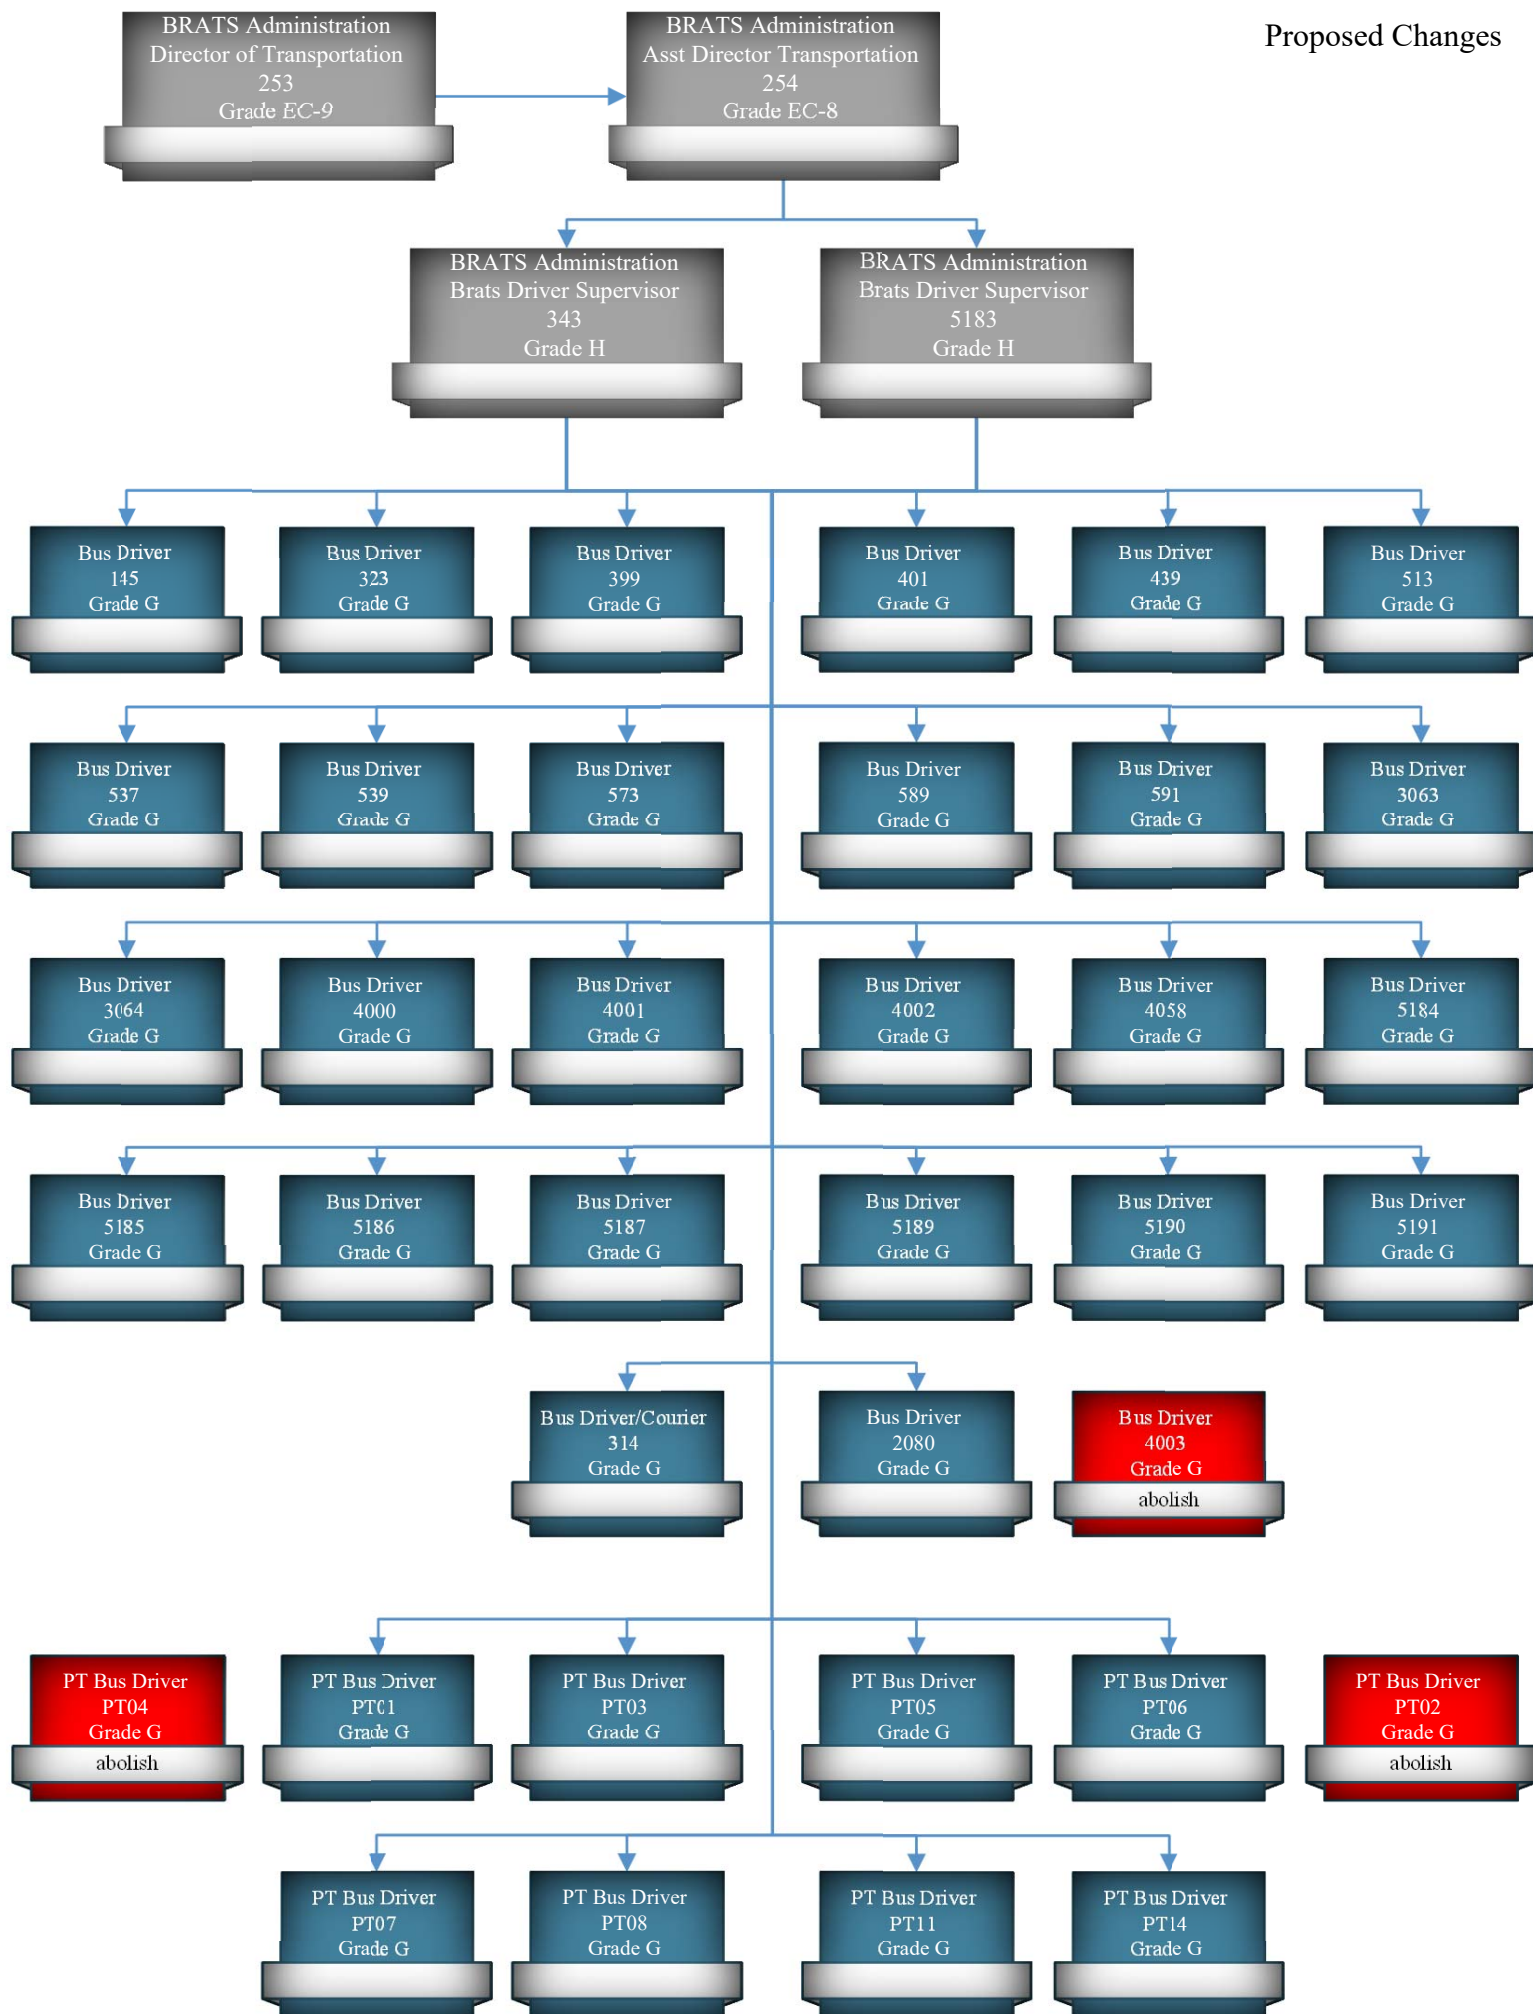 Proposed Changes
BRATS Administration
Director of Transportation
253
Grade EC-9
BRATS Administration
Asst Director Transportation
254
Grade EC-8
BRATS Administration
Brats Driver Supervisor
343
Grade H
BRATS Administration
Brats Driver Supervisor
5183
Grade H
Bus Driver
145
Grade G
Bus Driver
323
Grade G
Bus Driver
399
Grade G
Bus Driver
401
Grade G
Bus Driver
439
Grade G
Bus Driver
513
Grade G
Bus Driver
537
Grade G
Bus Driver
539
Grade G
Bus Driver
573
Grade G
Bus Driver
589
Grade G
Bus Driver
591
Grade G
Bus Driver
3063
Grade G
Bus Driver
3064
Grade G
Bus Driver
4000
Grade G
Bus Driver
4001
Grade G
Bus Driver
4002
Grade G
Bus Driver
4058
Grade G
Bus Driver
5184
Grade G
Bus Driver
5185
Grade G
Bus Driver
5186
Grade G
Bus Driver
5187
Grade G
Bus Driver
5189
Grade G
Bus Driver
5190
Grade G
Bus Driver
5191
Grade G
Bus Driver/Courier
314
Grade G
Bus Driver
2080
Grade G
Bus Driver
4003
Grade G
abolish
PT Bus Driver
PT04
Grade G
abolish
PT Bus Driver
PT01
Grade G
PT Bus Driver
PT03
Grade G
PT Bus Driver
PT05
Grade G
PT Bus Driver
PT06
Grade G
PT Bus Driver
PT02
Grade G
abolish
PT Bus Driver
PT07
Grade G
PT Bus Driver
PT08
Grade G
PT Bus Driver
PT11
Grade G
PT Bus Driver
PT14
Grade G